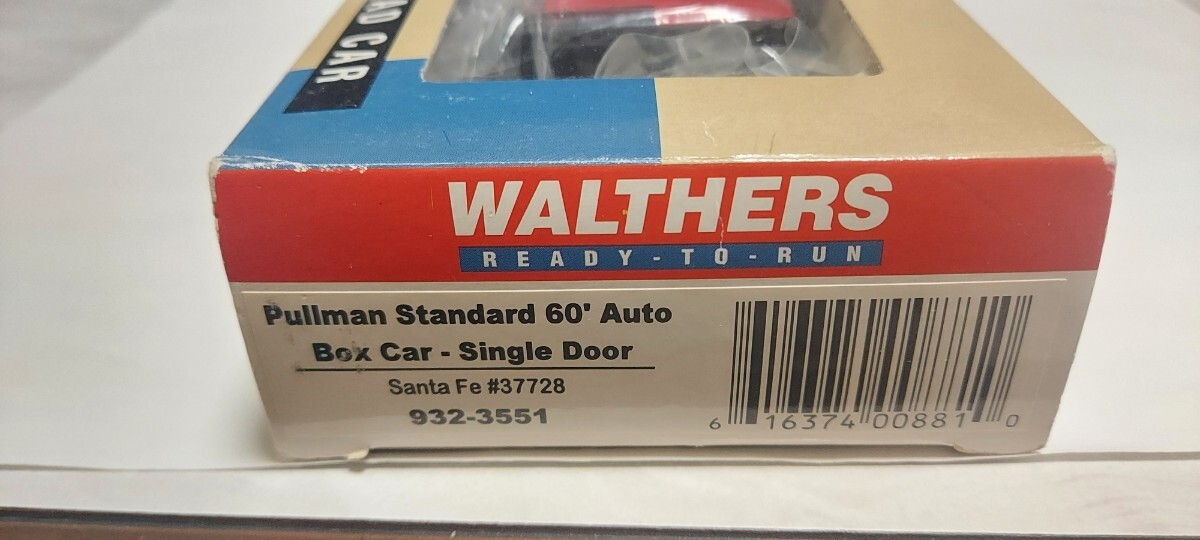 AD CAR
WALTHERS
READY-TO-RUN
Pullman Standard 60' Auto
Box Car - Single Door
Santa Fe #37728
932-3551
6 16374 00881 0